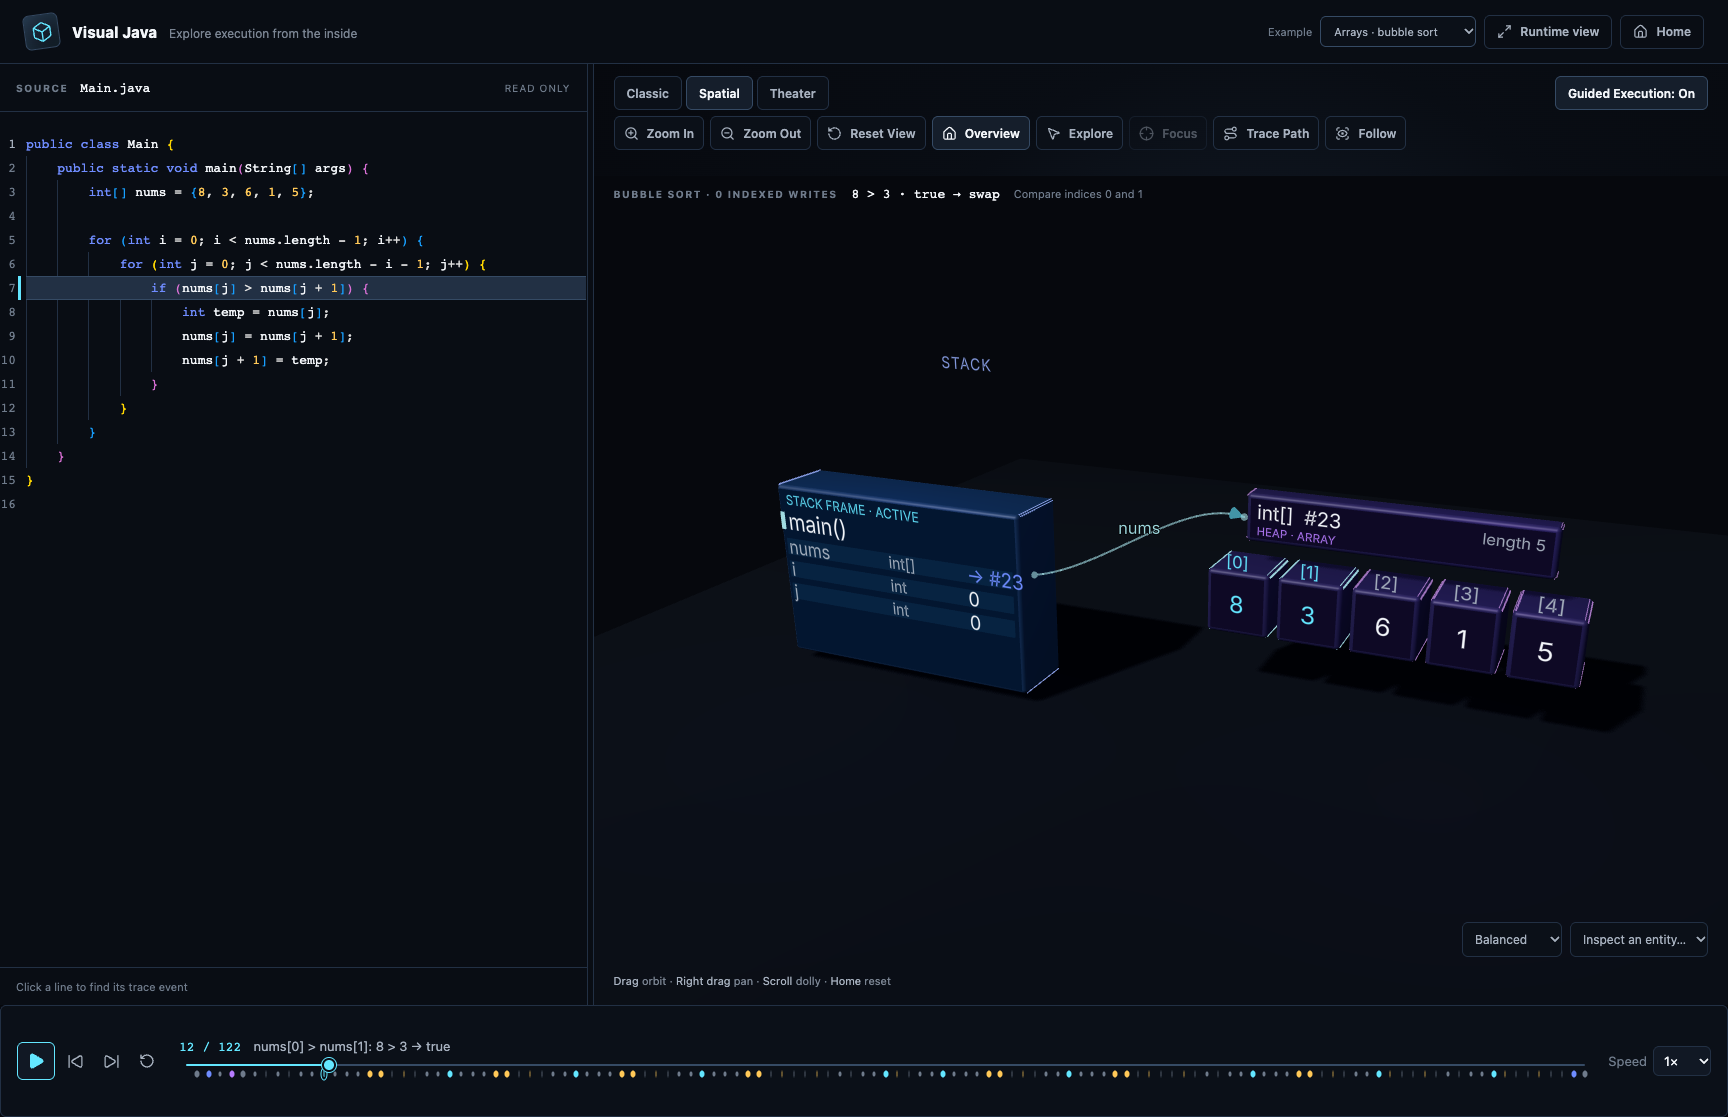 Visual Java Explore execution from the inside
Example Arrays · bubble sort Runtime view Home
SOURCE Main.java READ ONLY
1 public class Main {
2 public static void main(String[] args) {
3 int[] nums = {8, 3, 6, 1, 5};
4
5 for (int i = 0; i < nums.length - 1; i++) {
6 for (int j = 0; j < nums.length - i - 1; j++) {
7 if (nums[j] > nums[j + 1]) {
8 int temp = nums[j];
9 nums[j] = nums[j + 1];
10 nums[j + 1] = temp;
11 }
12 }
13 }
14 }
15 }
16
Click a line to find its trace event
Classic Spatial Theater Guided Execution: On
Zoom In Zoom Out Reset View Overview Explore Focus Trace Path Follow
BUBBLE SORT · 0 INDEXED WRITES 8 > 3 · true → swap Compare indices 0 and 1
STACK
STACK FRAME · ACTIVE
main()
nums int[] → #23
i int 0
j int 0
nums
int[] #23
HEAP · ARRAY length 5
[0] [1] [2] [3] [4]
8 3 6 1 5
Balanced Inspect an entity...
Drag orbit · Right drag pan · Scroll dolly · Home reset
12 / 122 nums[0] > nums[1]: 8 > 3 → true
Speed 1×